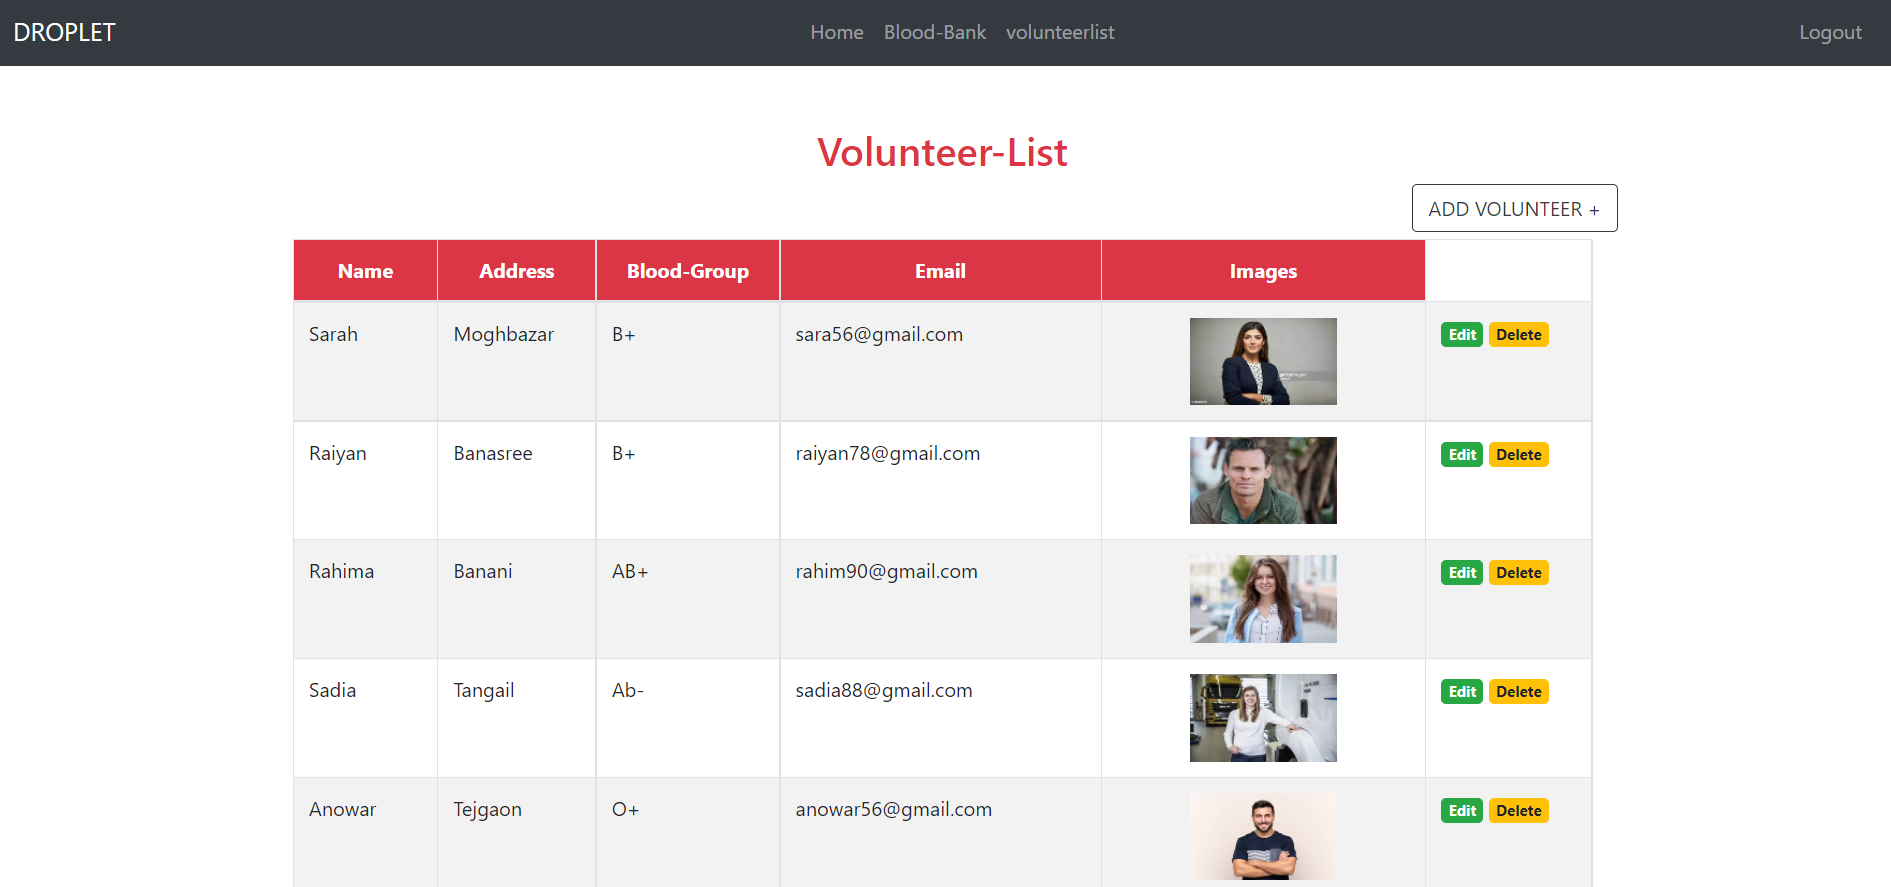 DROPLET Home Blood-Bank volunteerlist Logout
Volunteer-List
ADD VOLUNTEER +
Name Address Blood-Group Email Images
Sarah Moghbazar B+ sara56@gmail.com Edit Delete
Raiyan Banasree B+ raiyan78@gmail.com Edit Delete
Rahima Banani AB+ rahim90@gmail.com Edit Delete
Sadia Tangail Ab- sadia88@gmail.com Edit Delete
Anowar Tejgaon O+ anowar56@gmail.com Edit Delete